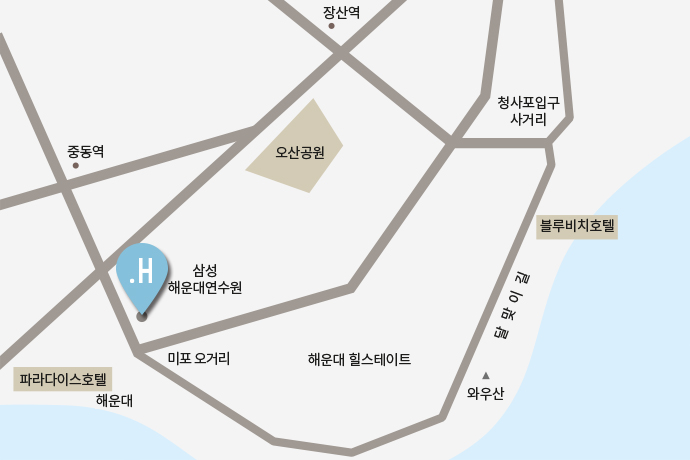 장산역
청사포입구
사거리
중동역
오산공원
블루비치호텔
.H
삼성
해운대연수원
달맞이길
미포 오거리
해운대 힐스테이트
파라다이스호텔
와우산
해운대